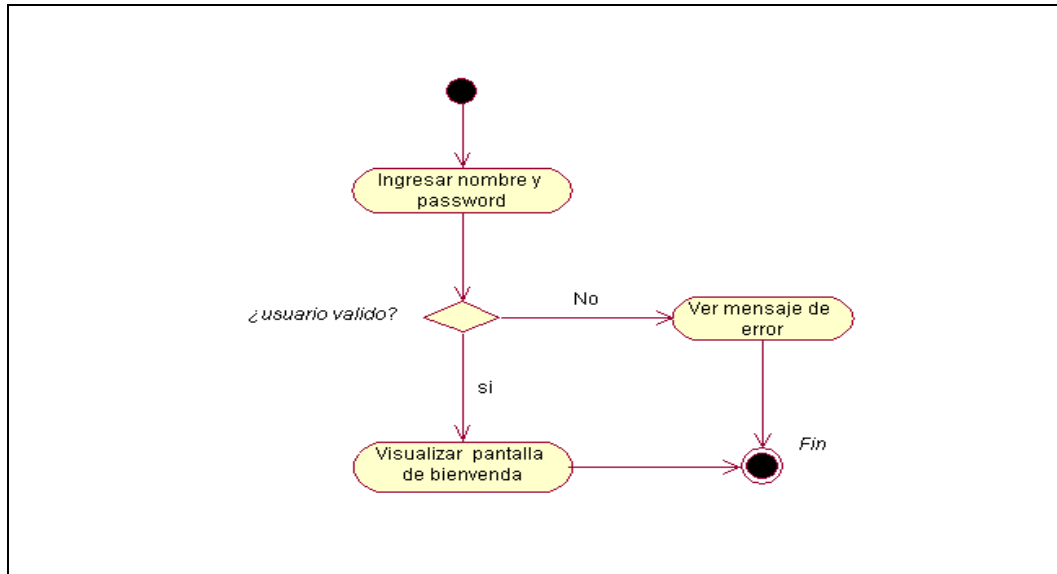 Ingresar nombre y
password
¿usuario valido?
No
Ver mensaje de
error
si
Visualizar pantalla
de bienvenda
Fin